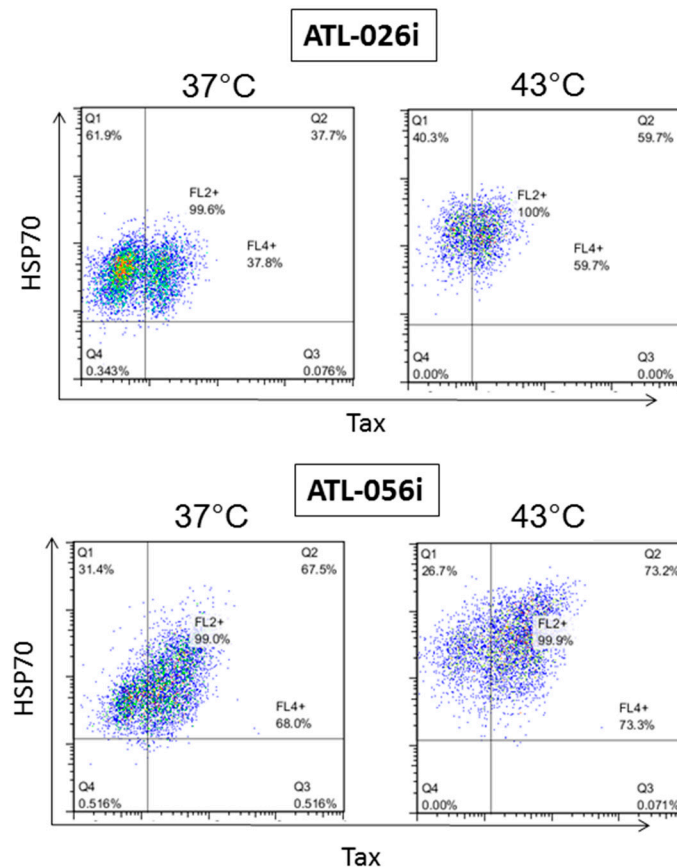 ATL-026i
37°C
43°C
Q1
61.9%
Q2
37.7%
FL2+
99.6%
FL4+
37.8%
Q4
0.343%
Q3
0.076%
Q1
40.3%
Q2
59.7%
FL2+
100%
FL4+
59.7%
Q4
0.00%
Q3
0.00%
HSP70
Tax
ATL-056i
37°C
43°C
Q1
31.4%
Q2
67.5%
FL2+
99.0%
FL4+
68.0%
Q4
0.516%
Q3
0.516%
Q1
26.7%
Q2
73.2%
FL2+
99.9%
FL4+
73.3%
Q4
0.00%
Q3
0.071%
HSP70
Tax